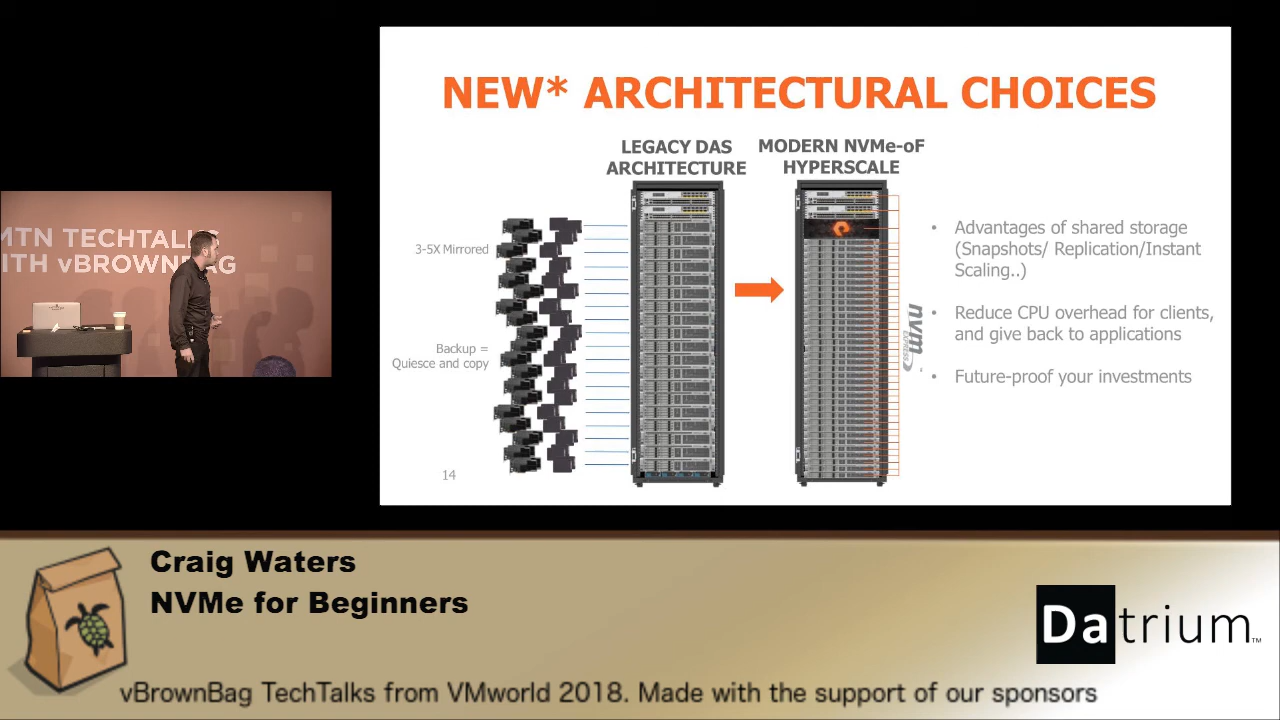 NEW* ARCHITECTURAL CHOICES
LEGACY DAS
ARCHITECTURE
MODERN NVMe-oF
HYPERSCALE
3-5X Mirrored
Backup =
Quiesce and copy
14
nvm
EXPRESS
• Advantages of shared storage
(Snapshots/ Replication/Instant
Scaling..)
• Reduce CPU overhead for clients,
and give back to applications
• Future-proof your investments
MTN TECHTALKS
ITH vBROWNBAG
Craig Waters
NVMe for Beginners
Datrium™
vBrownBag TechTalks from VMworld 2018. Made with the support of our sponsors